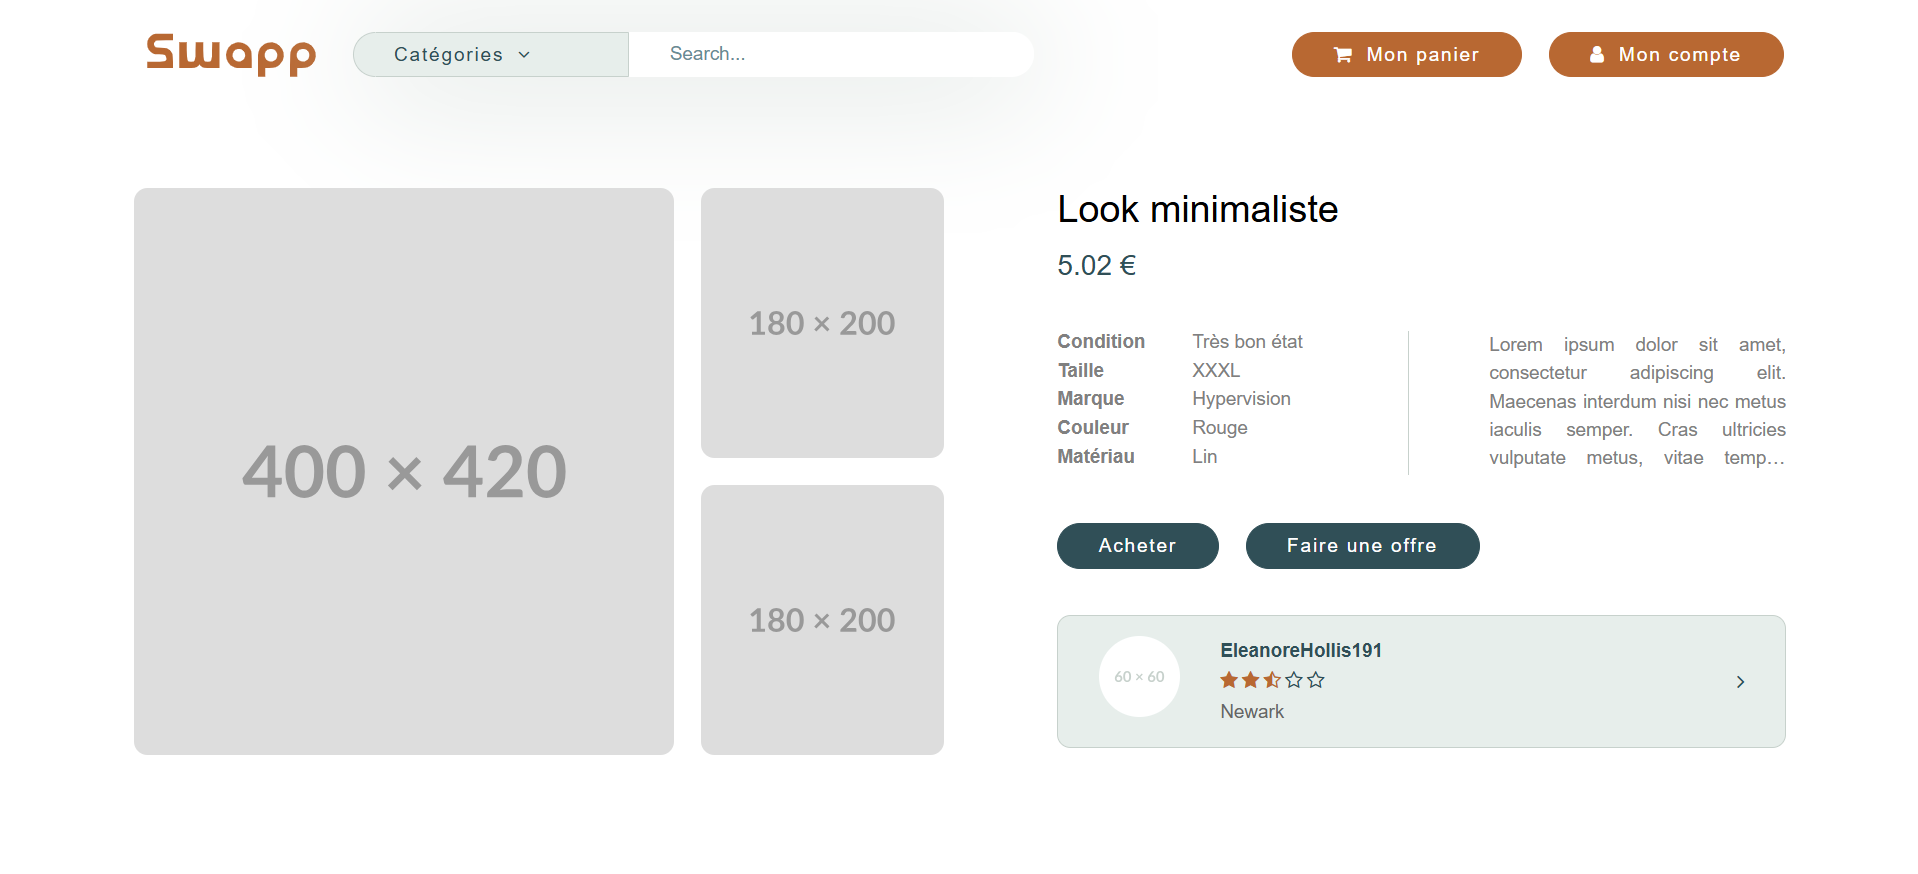 Swapp
Catégories
Search...
Mon panier
Mon compte
400 × 420
180 × 200
180 × 200
Look minimaliste
5.02 €
Condition Très bon état
Taille XXXL
Marque Hypervision
Couleur Rouge
Matériau Lin
Lorem ipsum dolor sit amet,
consectetur adipiscing elit.
Maecenas interdum nisi nec metus
iaculis semper. Cras ultricies
vulputate metus, vitae temp…
Acheter
Faire une offre
60 × 60
EleanoreHollis191
Newark